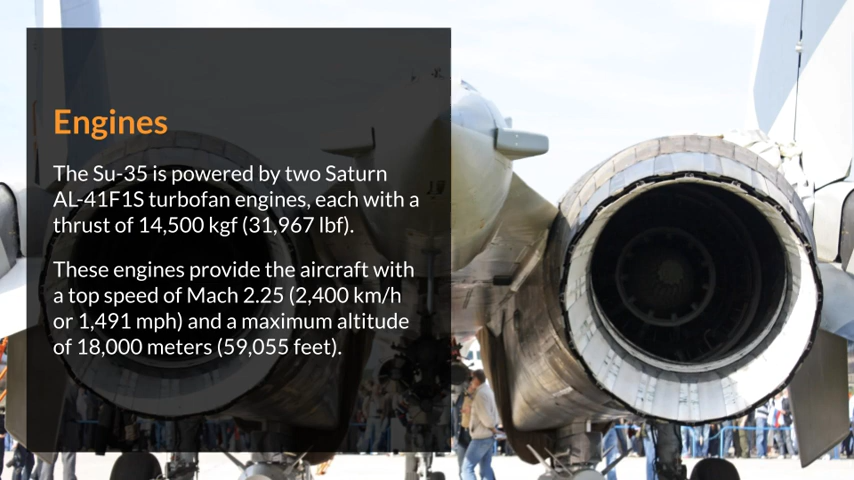 Engines
The Su-35 is powered by two Saturn
AL-41F1S turbofan engines, each with a
thrust of 14,500 kgf (31,967 lbf).
These engines provide the aircraft with
a top speed of Mach 2.25 (2,400 km/h
or 1,491 mph) and a maximum altitude
of 18,000 meters (59,055 feet).